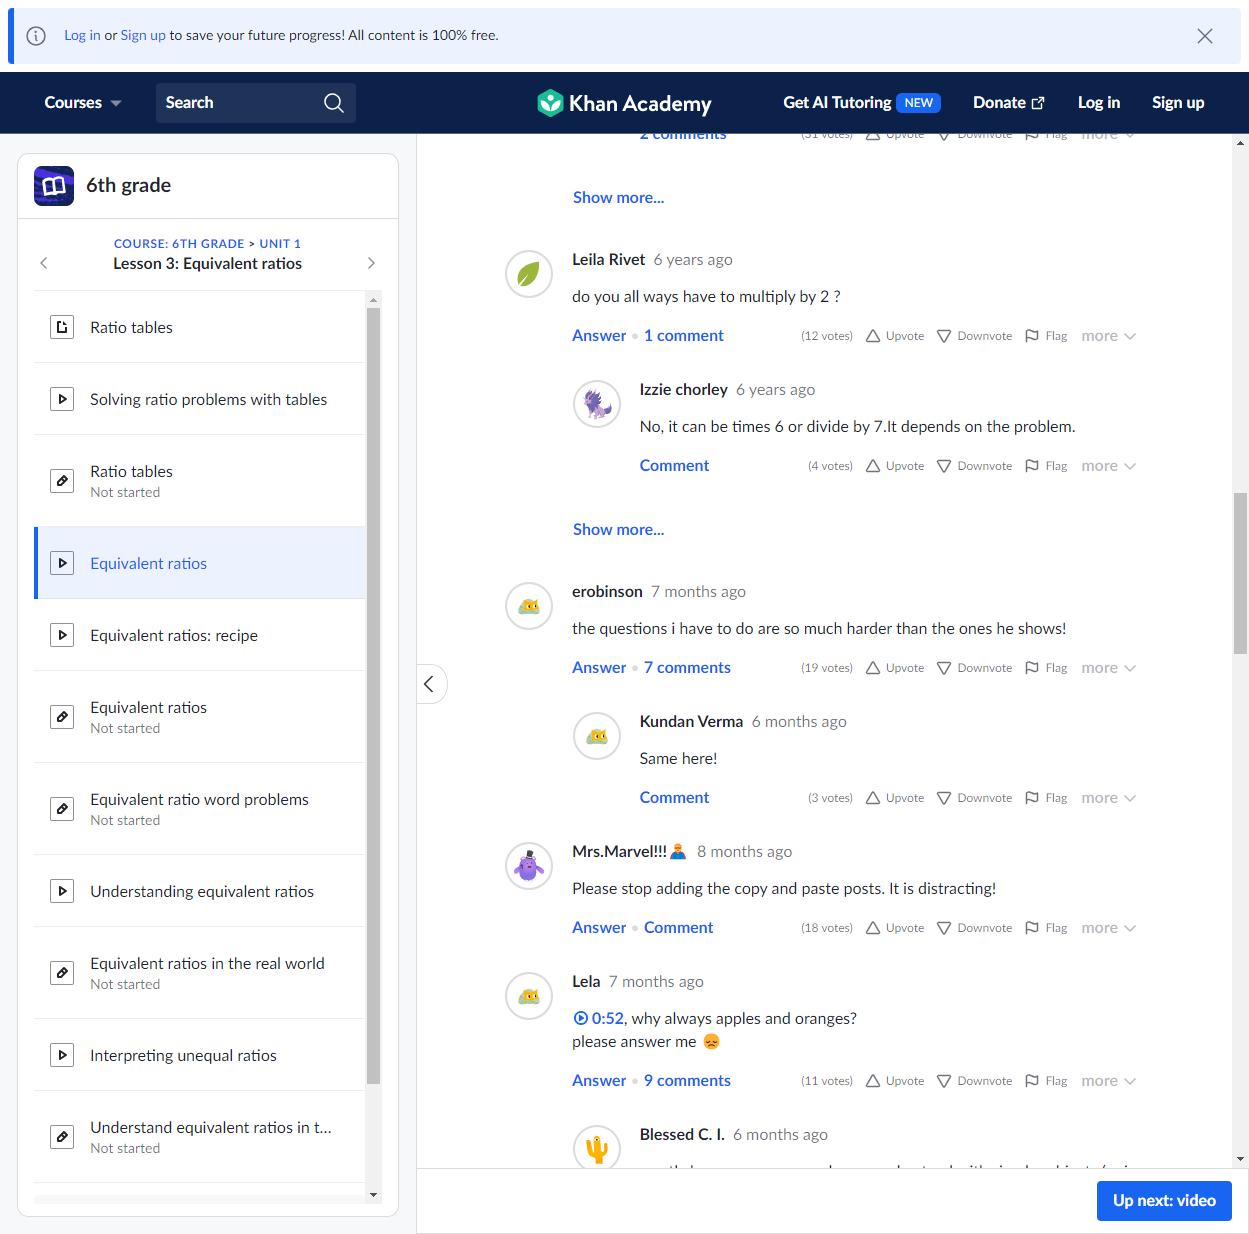 Log in or Sign up to save your future progress! All content is 100% free.
Courses
Search
Khan Academy
Get AI Tutoring NEW
Donate
Log in
Sign up
6th grade
COURSE: 6TH GRADE > UNIT 1
Lesson 3: Equivalent ratios
Ratio tables
Solving ratio problems with tables
Ratio tables
Not started
Equivalent ratios
Equivalent ratios: recipe
Equivalent ratios
Not started
Equivalent ratio word problems
Not started
Understanding equivalent ratios
Equivalent ratios in the real world
Not started
Interpreting unequal ratios
Understand equivalent ratios in t...
Not started
2 comments (31 votes) Upvote Downvote Flag more
Show more...
Leila Rivet 6 years ago
do you all ways have to multiply by 2 ?
Answer • 1 comment (12 votes) Upvote Downvote Flag more
Izzie chorley 6 years ago
No, it can be times 6 or divide by 7.It depends on the problem.
Comment (4 votes) Upvote Downvote Flag more
Show more...
erobinson 7 months ago
the questions i have to do are so much harder than the ones he shows!
Answer • 7 comments (19 votes) Upvote Downvote Flag more
Kundan Verma 6 months ago
Same here!
Comment (3 votes) Upvote Downvote Flag more
Mrs.Marvel!!! 8 months ago
Please stop adding the copy and paste posts. It is distracting!
Answer • Comment (18 votes) Upvote Downvote Flag more
Lela 7 months ago
0:52, why always apples and oranges?
please answer me 😞
Answer • 9 comments (11 votes) Upvote Downvote Flag more
Blessed C. I. 6 months ago
Up next: video